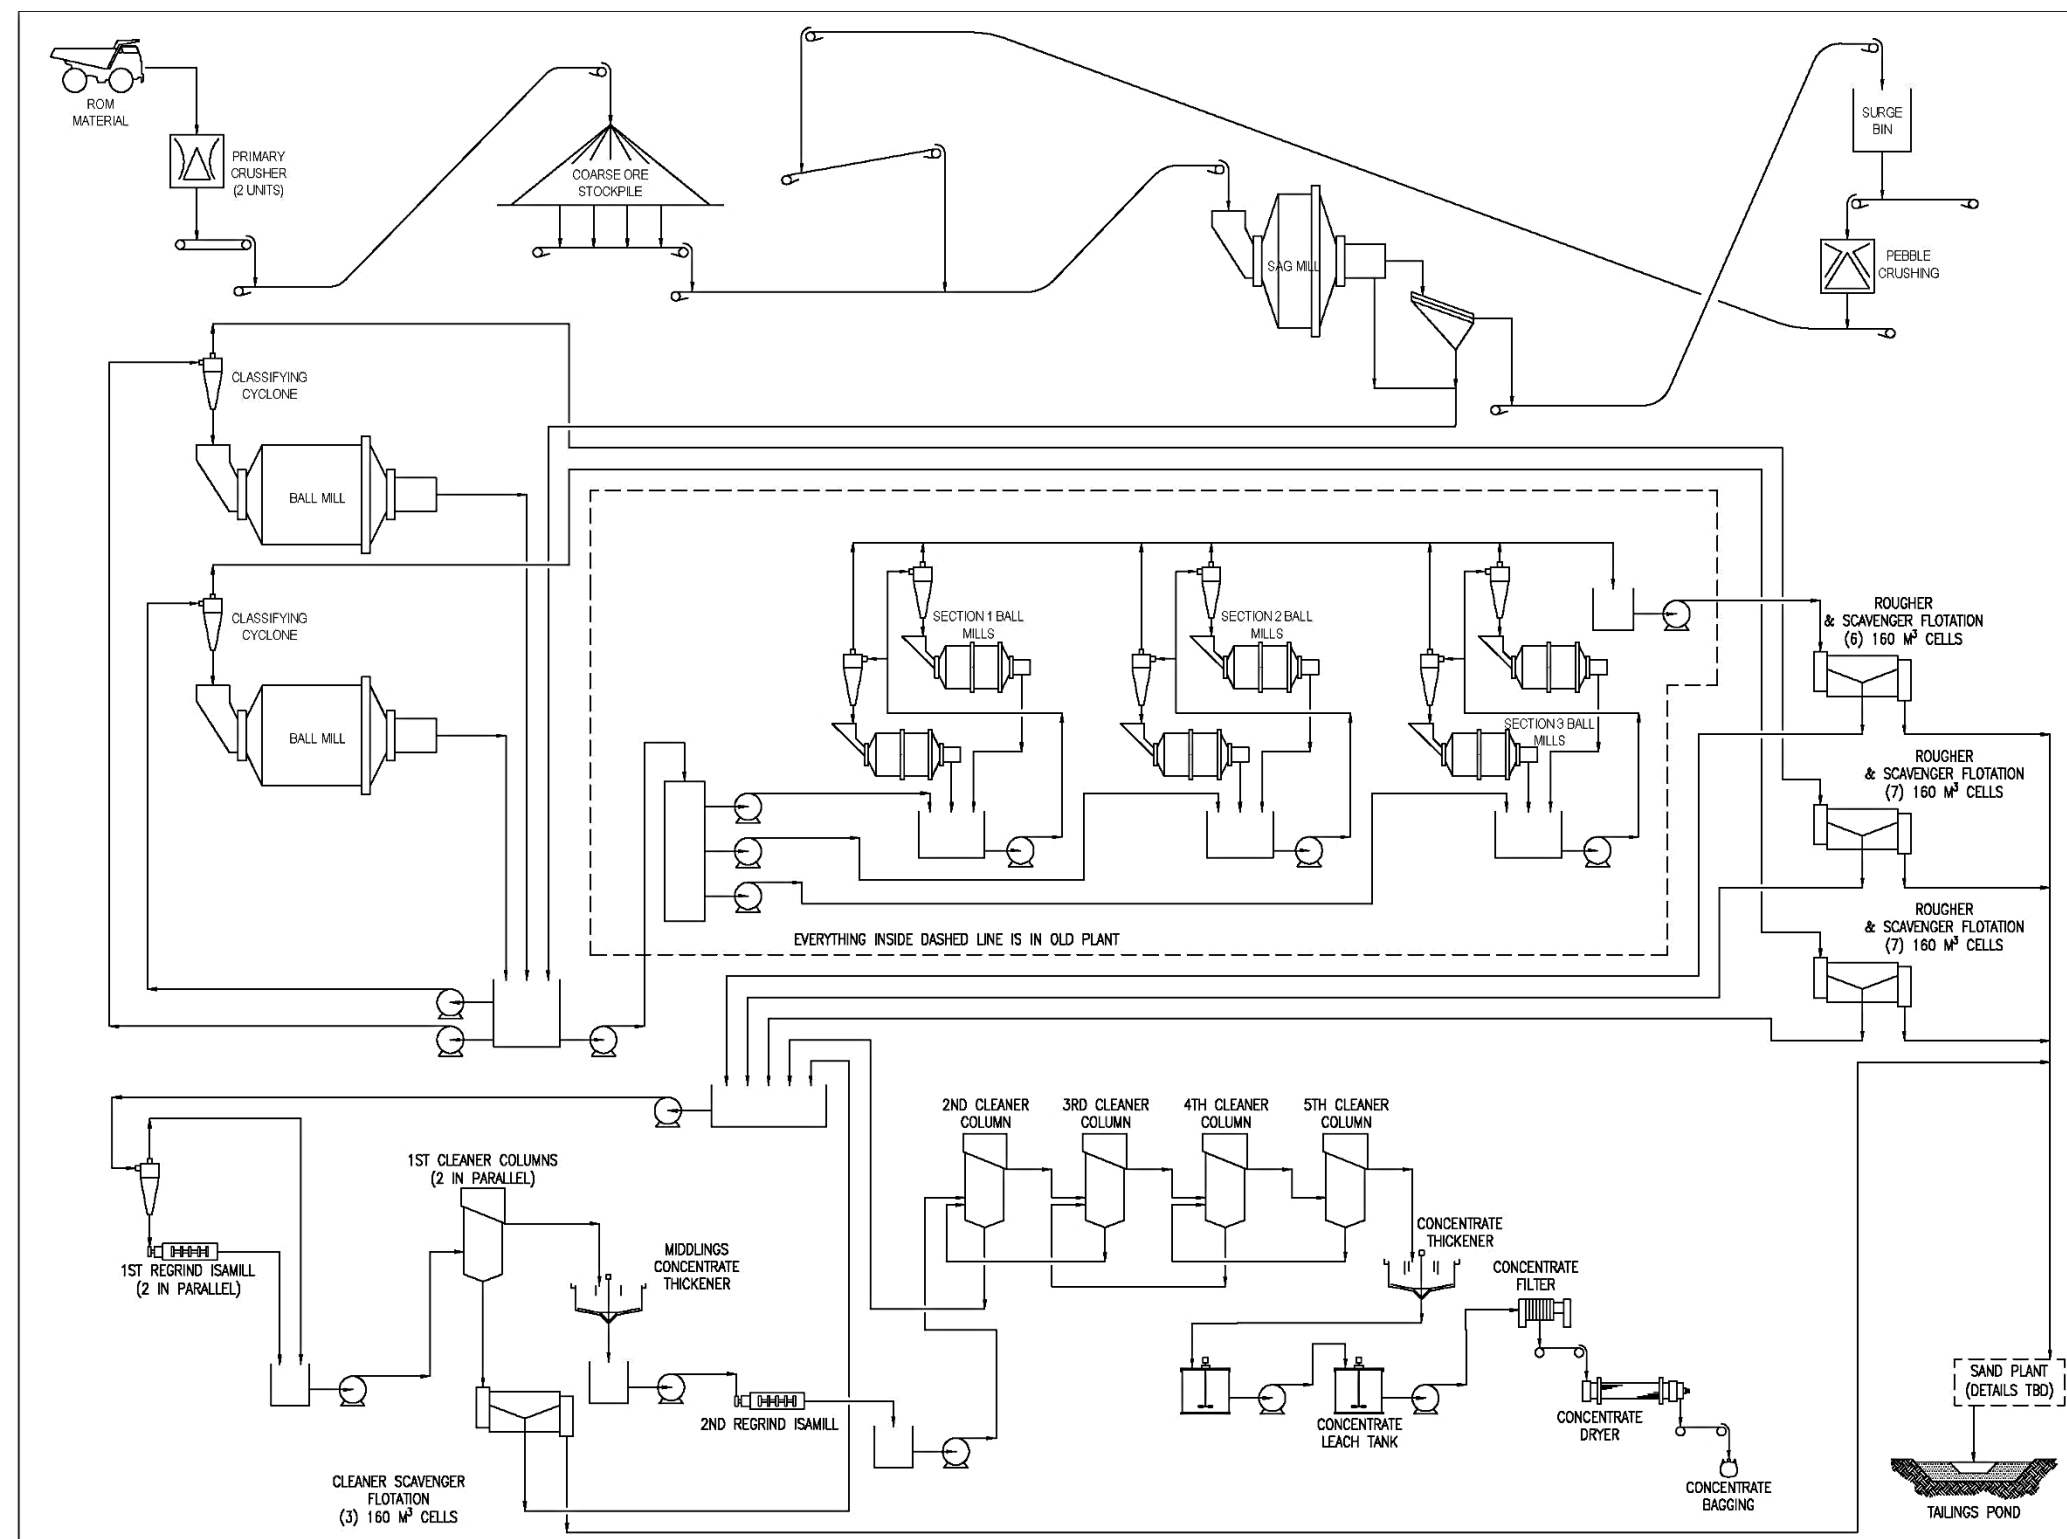 ROM
MATERIAL
PRIMARY
CRUSHER
(2 UNITS)
COARSE ORE
STOCKPILE
SAG MILL
SURGE
BIN
PEBBLE
CRUSHING
CLASSIFYING
CYCLONE
BALL MILL
CLASSIFYING
CYCLONE
BALL MILL
SECTION 1 BALL
MILLS
SECTION 2 BALL
MILLS
SECTION 3 BALL
MILLS
EVERYTHING INSIDE DASHED LINE IS IN OLD PLANT
ROUGHER
& SCAVENGER FLOTATION
(6) 160 M³ CELLS
ROUGHER
& SCAVENGER FLOTATION
(7) 160 M³ CELLS
ROUGHER
& SCAVENGER FLOTATION
(7) 160 M³ CELLS
1ST REGRIND ISAMILL
(2 IN PARALLEL)
1ST CLEANER COLUMNS
(2 IN PARALLEL)
MIDDLINGS
CONCENTRATE
THICKENER
CLEANER SCAVENGER
FLOTATION
(3) 160 M³ CELLS
2ND REGRIND ISAMILL
2ND CLEANER
COLUMN
3RD CLEANER
COLUMN
4TH CLEANER
COLUMN
5TH CLEANER
COLUMN
CONCENTRATE
THICKENER
CONCENTRATE
LEACH TANK
CONCENTRATE
FILTER
CONCENTRATE
DRYER
CONCENTRATE
BAGGING
SAND PLANT
(DETAILS TBD)
TAILINGS POND